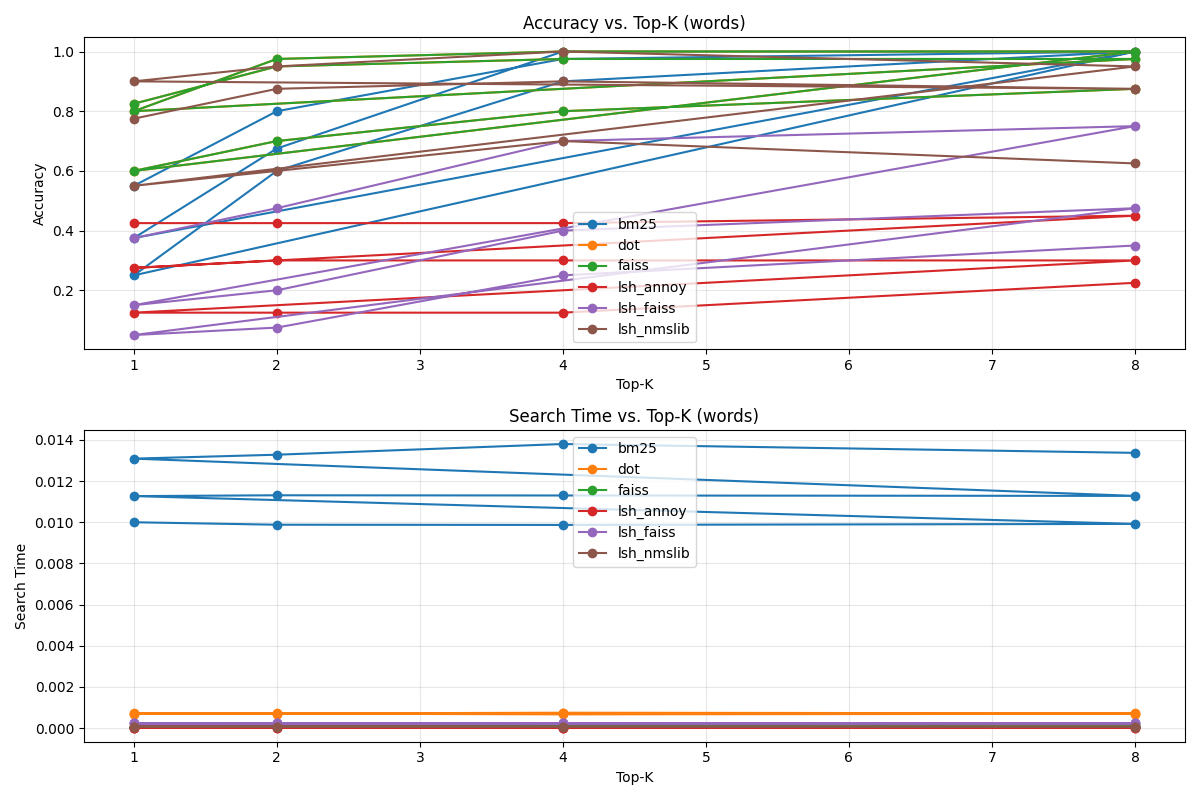 Accuracy vs. Top-K (words)
Accuracy
1.0
0.8
0.6
0.4
0.2
bm25
dot
faiss
lsh_annoy
lsh_faiss
lsh_nmslib
1 2 3 4 5 6 7 8
Top-K
Search Time vs. Top-K (words)
Search Time
0.014
0.012
0.010
0.008
0.006
0.004
0.002
0.000
bm25
dot
faiss
lsh_annoy
lsh_faiss
lsh_nmslib
1 2 3 4 5 6 7 8
Top-K